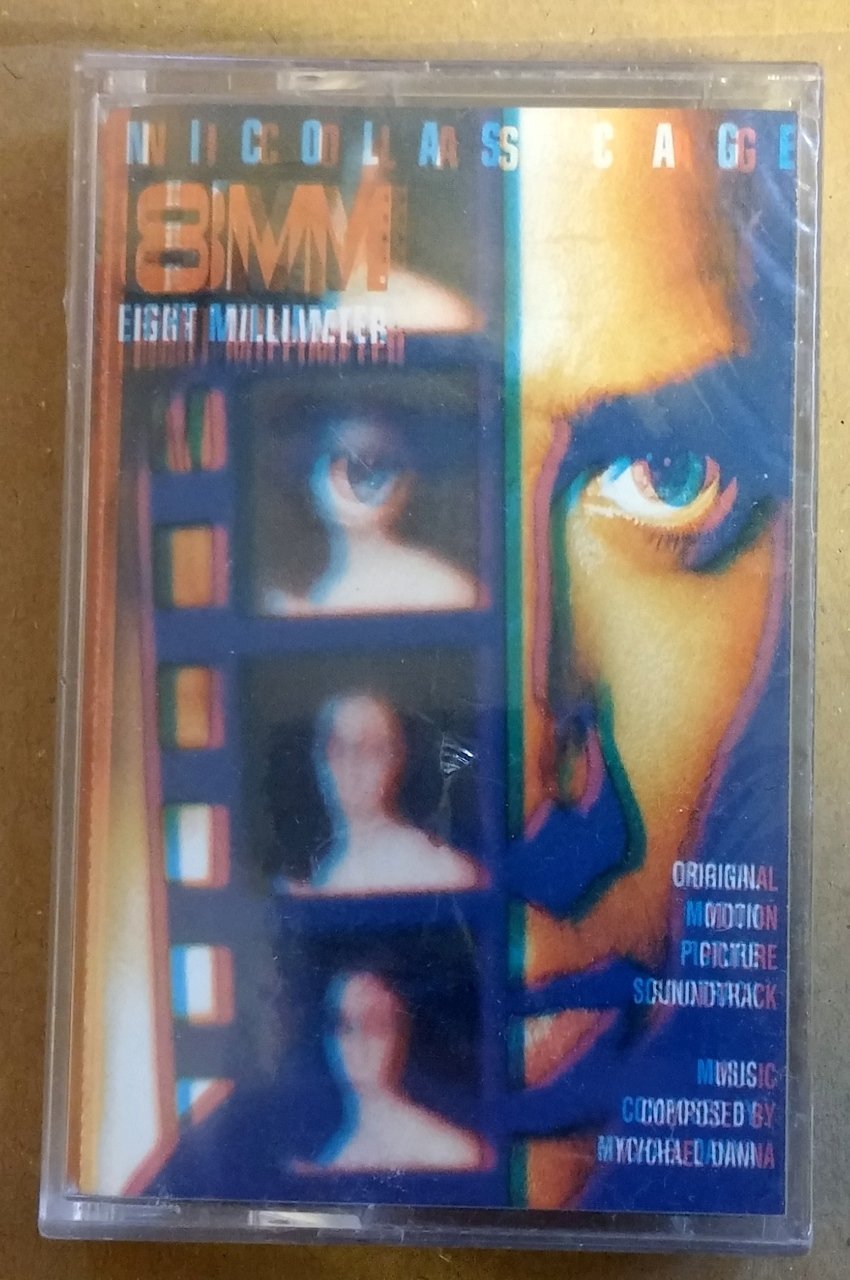 NICOLAS CAGE
8MM
EIGHT MILLIMETER
ORIGINAL
MOTION
PICTURE
SOUNDTRACK
MUSIC
COMPOSED BY
MYCHAEL DANNA